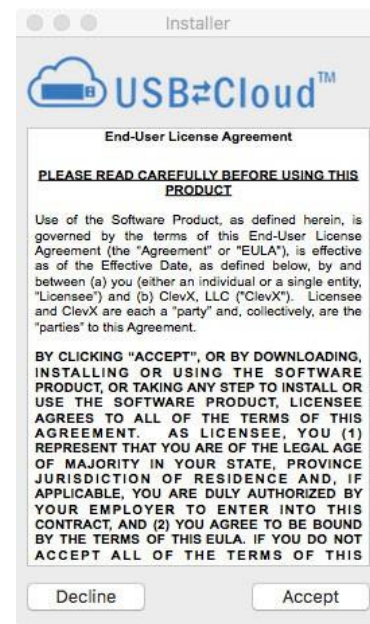 Installer
USB⇄Cloud™
End-User License Agreement
PLEASE READ CAREFULLY BEFORE USING THIS
PRODUCT
Use of the Software Product, as defined herein, is
governed by the terms of this End-User License
Agreement (the "Agreement" or "EULA"), is effective
as of the Effective Date, as defined below, by and
between (a) you (either an individual or a single entity,
"Licensee") and (b) ClevX, LLC ("ClevX"). Licensee
and ClevX are each a "party" and, collectively, are the
"parties" to this Agreement.
BY CLICKING “ACCEPT”, OR BY DOWNLOADING,
INSTALLING OR USING THE SOFTWARE
PRODUCT, OR TAKING ANY STEP TO INSTALL OR
USE THE SOFTWARE PRODUCT, LICENSEE
AGREES TO ALL OF THE TERMS OF THIS
AGREEMENT. AS LICENSEE, YOU (1)
REPRESENT THAT YOU ARE OF THE LEGAL AGE
OF MAJORITY IN YOUR STATE, PROVINCE
JURISDICTION OF RESIDENCE AND, IF
APPLICABLE, YOU ARE DULY AUTHORIZED BY
YOUR EMPLOYER TO ENTER INTO THIS
CONTRACT, AND (2) YOU AGREE TO BE BOUND
BY THE TERMS OF THIS EULA. IF YOU DO NOT
ACCEPT ALL OF THE TERMS OF THIS
Decline Accept